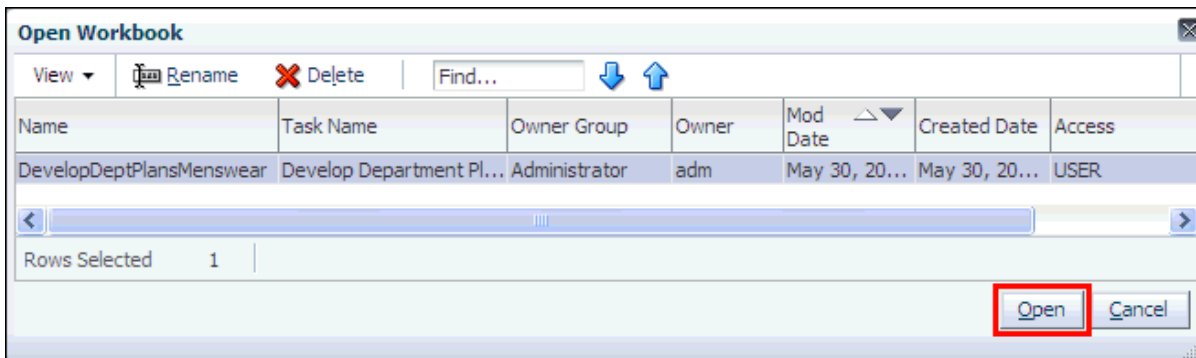 Open Workbook
View Rename Delete Find...
Name Task Name Owner Group Owner Mod Date Created Date Access
DevelopDeptPlansMenswear Develop Department Pl... Administrator adm May 30, 20... May 30, 20... USER
Rows Selected 1
Open Cancel